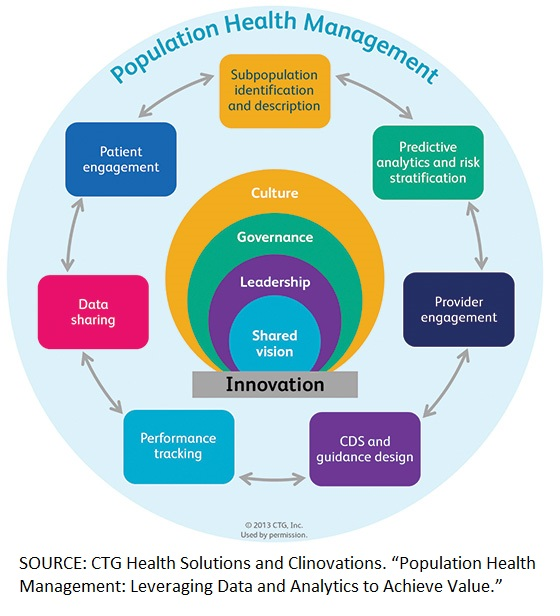 Population Health Management
Subpopulation
identification
and description
Predictive
analytics and risk
stratification
Provider
engagement
CDS and
guidance design
Performance
tracking
Data
sharing
Patient
engagement
Culture
Governance
Leadership
Shared
vision
Innovation
© 2013 CTG, Inc.
Used by permission.
SOURCE: CTG Health Solutions and Clinovations. “Population Health
Management: Leveraging Data and Analytics to Achieve Value.”